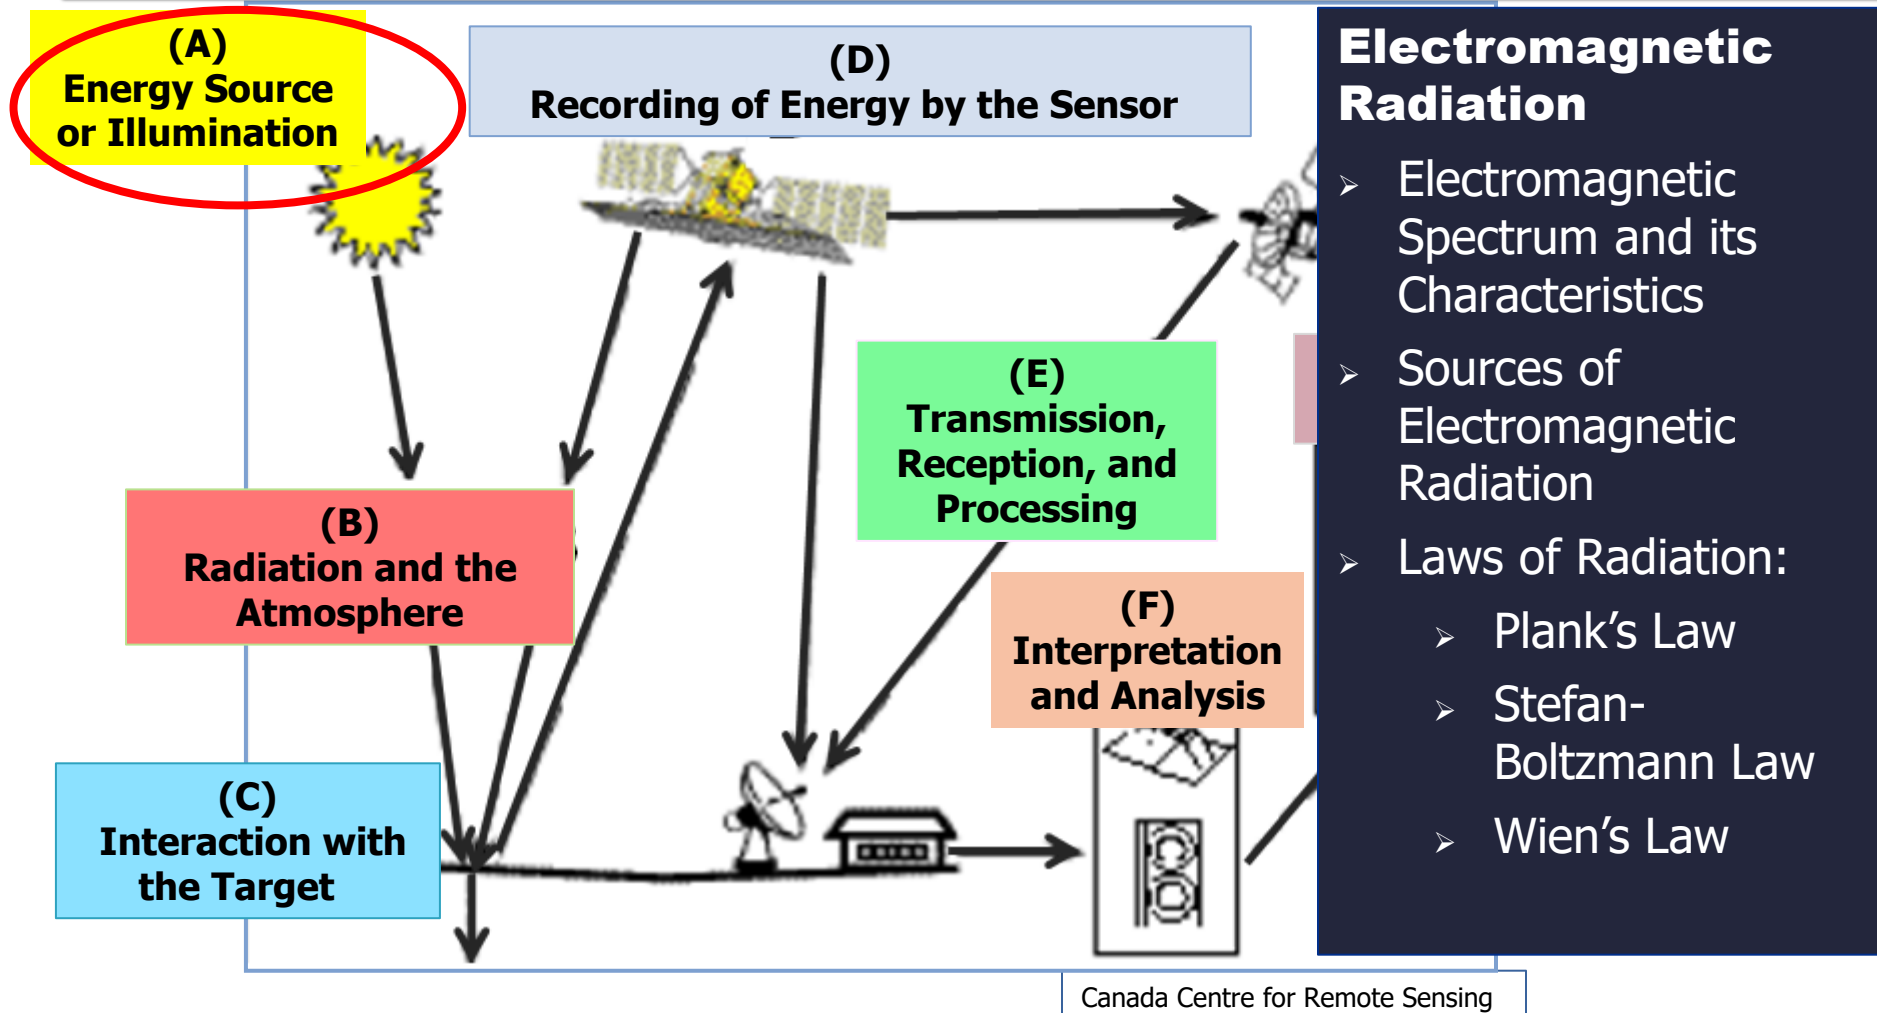 (A)
Energy Source
or Illumination
(D)
Recording of Energy by the Sensor
(B)
Radiation and the
Atmosphere
(C)
Interaction with
the Target
(E)
Transmission,
Reception, and
Processing
(F)
Interpretation
and Analysis
Electromagnetic
Radiation
Electromagnetic
Spectrum and its
Characteristics
Sources of
Electromagnetic
Radiation
Laws of Radiation:
Plank’s Law
Stefan-
Boltzmann Law
Wien’s Law
Canada Centre for Remote Sensing